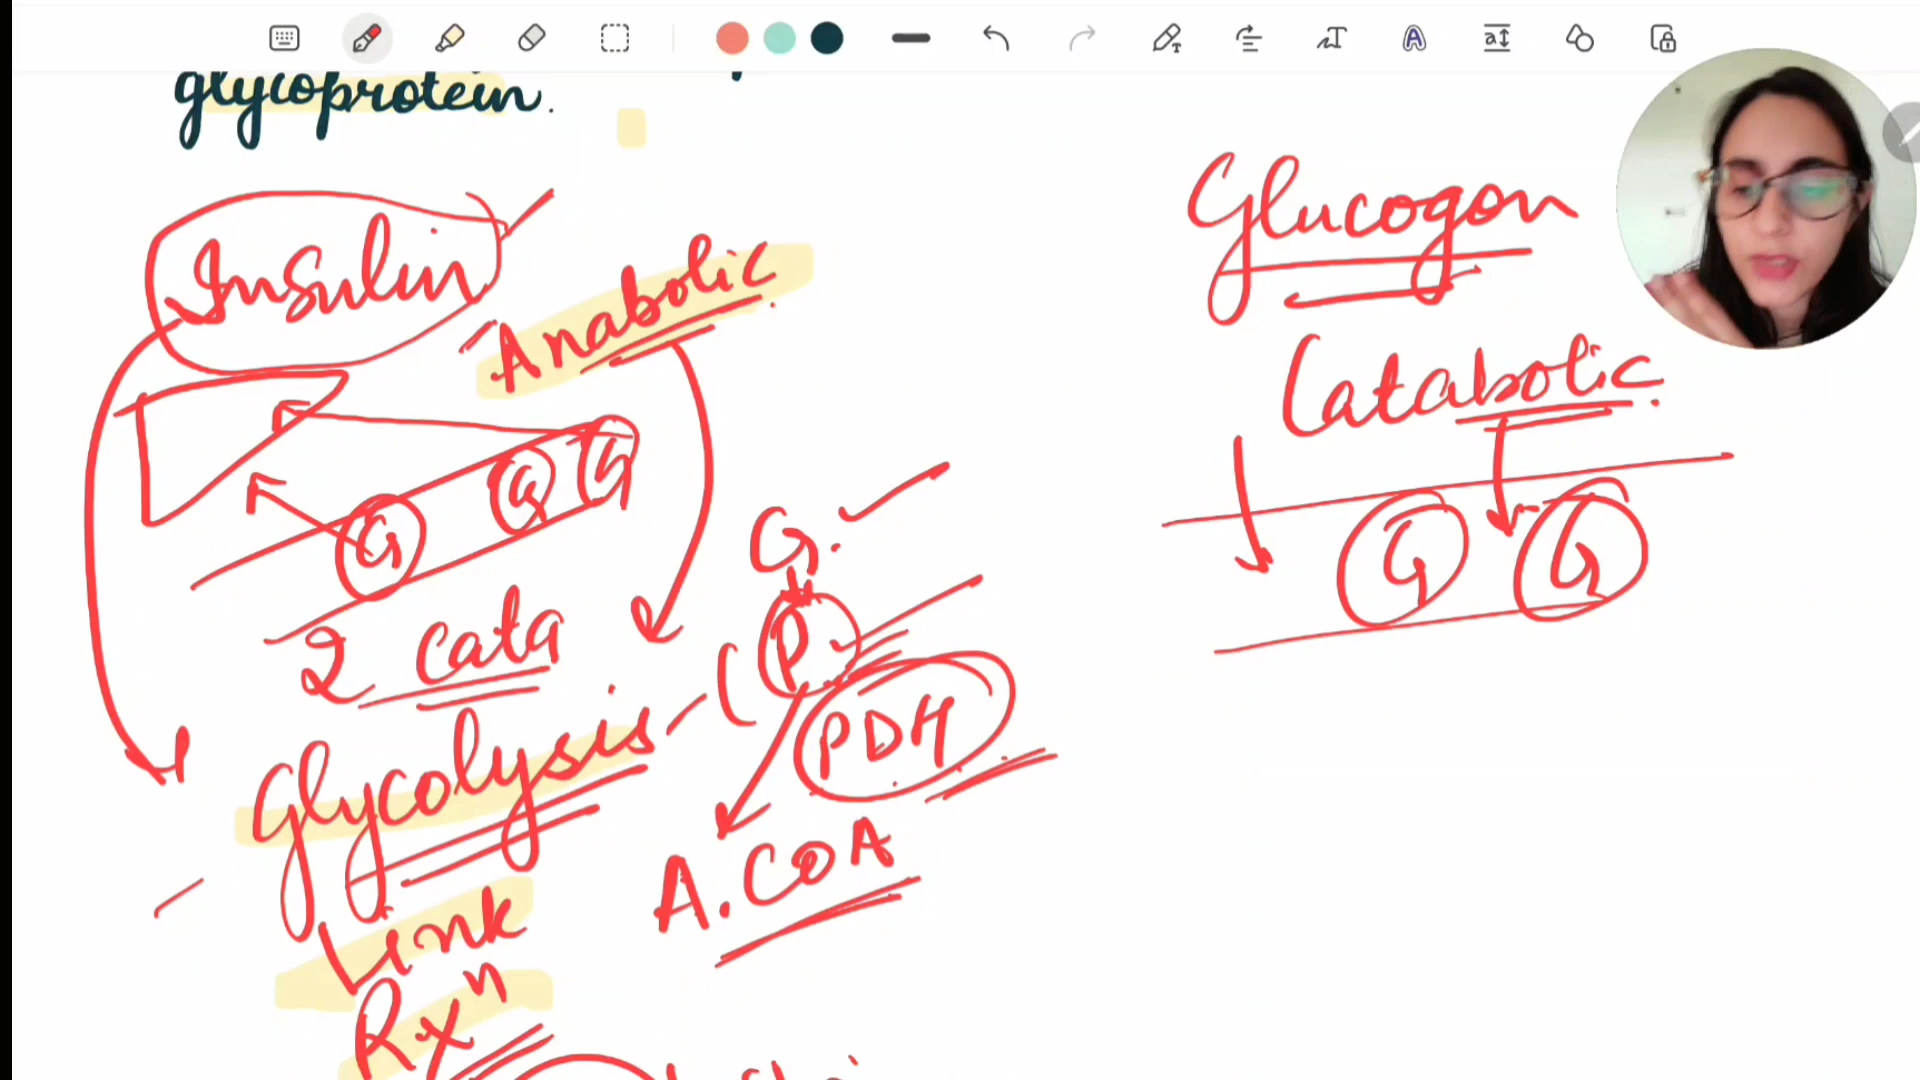 glycoprotein.
Insulin
Anabolic
G G G
2 cata
Glycolysis
Link
Rxⁿ
G.
P
PDH
A. COA
Glucogon
Catabolic.
G G